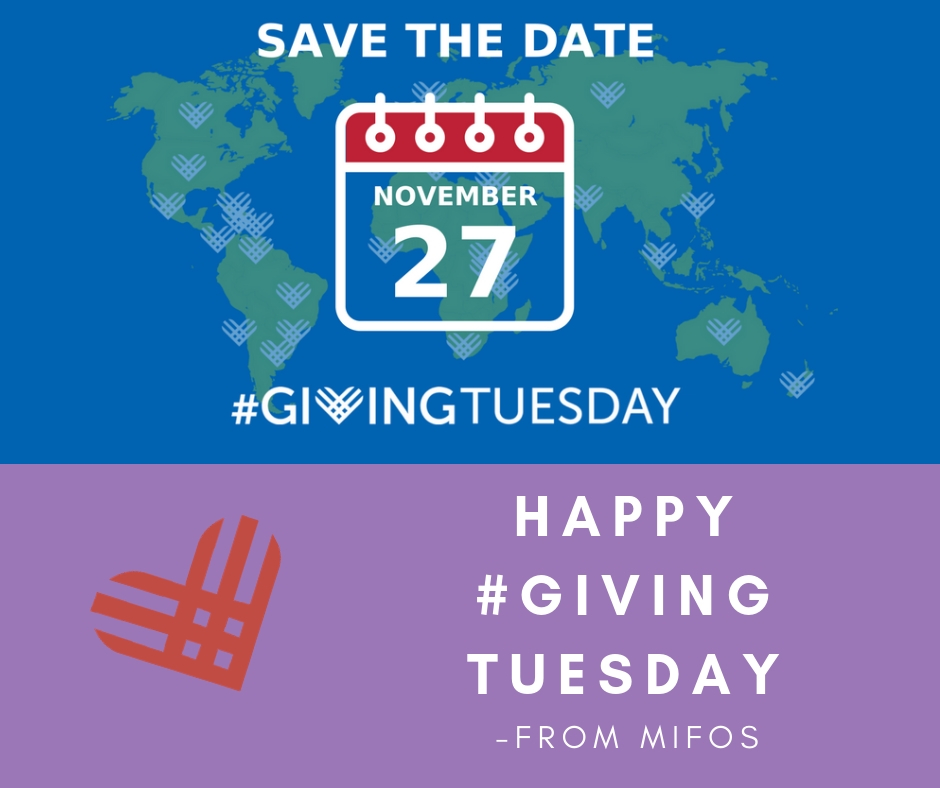 SAVE THE DATE
NOVEMBER
27
#GIVINGTUESDAY
HAPPY
#GIVING
TUESDAY
-FROM MIFOS